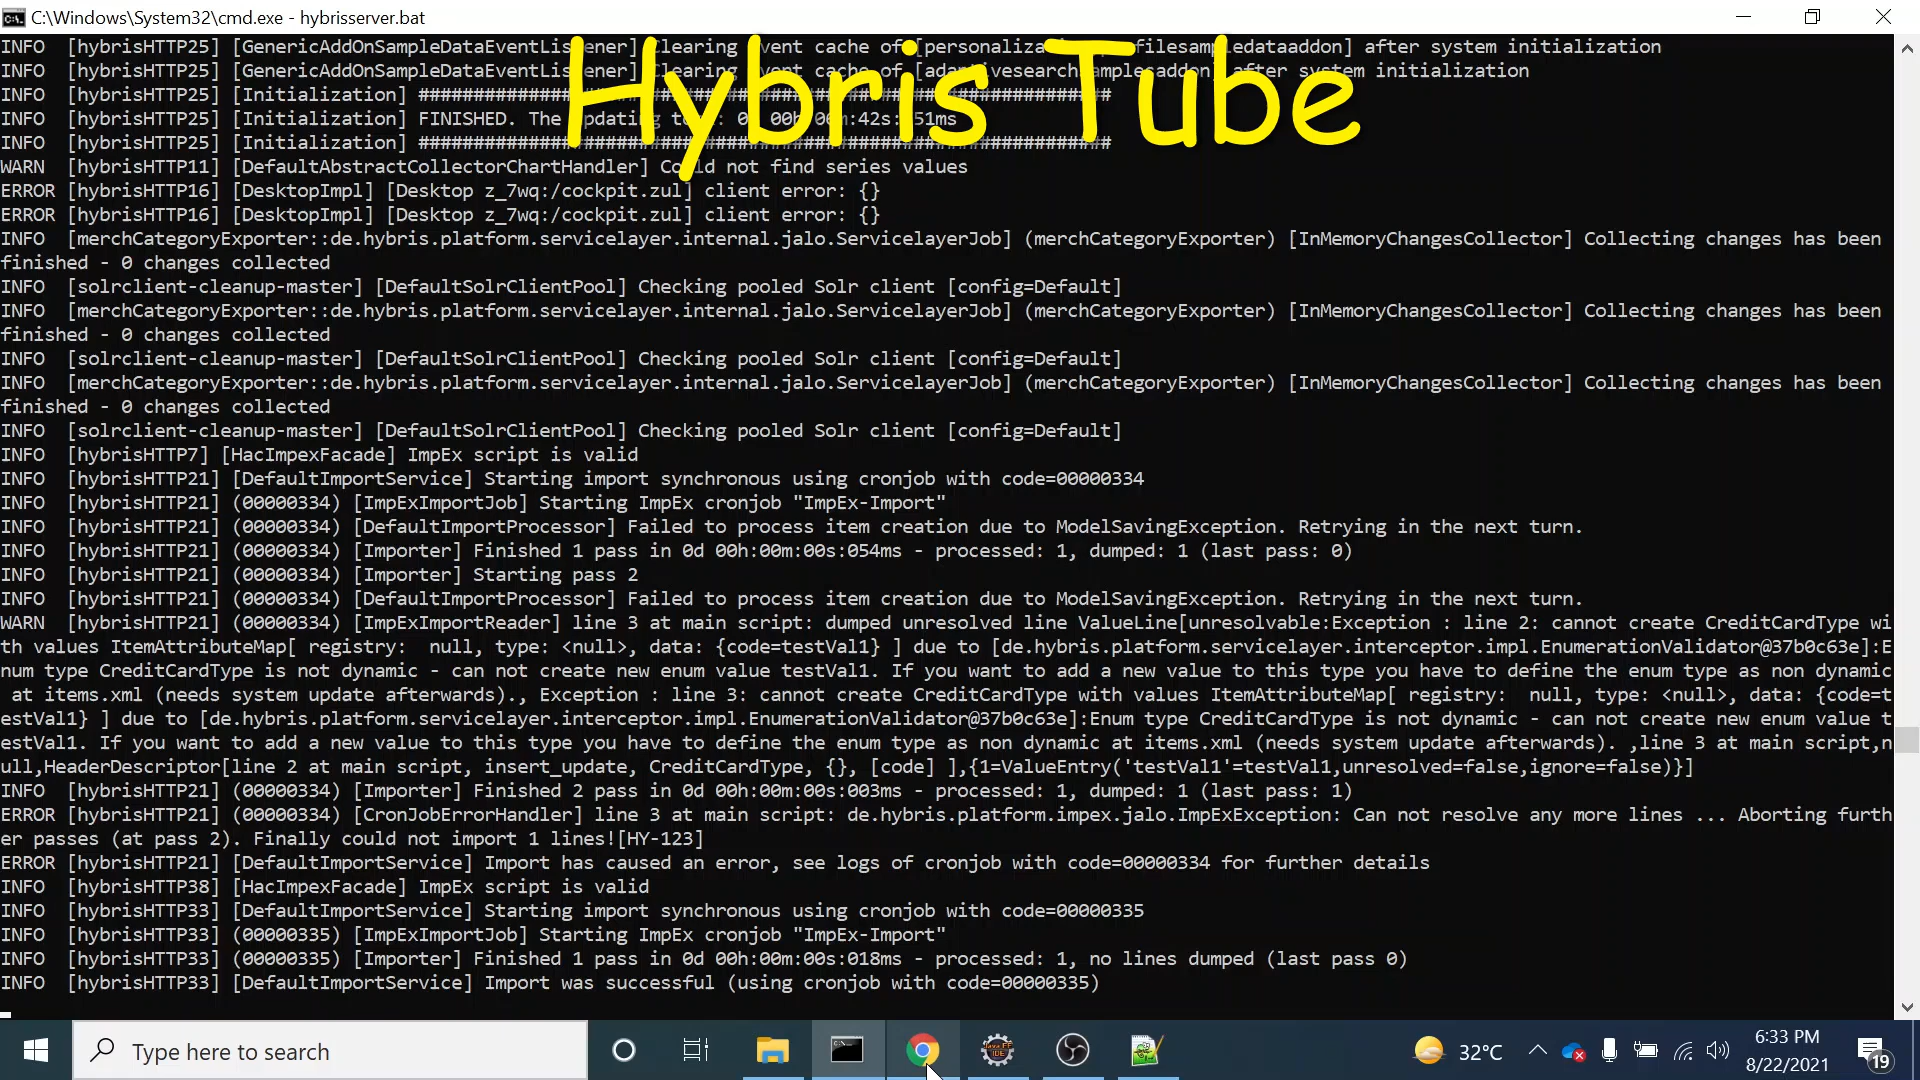 C:\Windows\System32\cmd.exe - hybrisserver.bat
Hybris Tube
INFO [hybrisHTTP25] [GenericAddOnSampleDataEventListener] Clearing event cache of [personaliza filesampledataaddon] after system initialization
INFO [hybrisHTTP25] [GenericAddOnSampleDataEventListener] Clearing event cache of [adaptivesearchsamplesaddon] after system initialization
INFO [hybrisHTTP25] [Initialization] ###############################################################
INFO [hybrisHTTP25] [Initialization] FINISHED. The updating 42s: 51ms
INFO [hybrisHTTP25] [Initialization] ###############################################################
WARN [hybrisHTTP11] [DefaultAbstractCollectorChartHandler] Could not find series values
ERROR [hybrisHTTP16] [DesktopImpl] [Desktop z_7wq:/cockpit.zul] client error: {}
ERROR [hybrisHTTP16] [DesktopImpl] [Desktop z_7wq:/cockpit.zul] client error: {}
INFO [merchCategoryExporter::de.hybris.platform.servicelayer.internal.jalo.ServicelayerJob] (merchCategoryExporter) [InMemoryChangesCollector] Collecting changes has been
finished - 0 changes collected
INFO [solrclient-cleanup-master] [DefaultSolrClientPool] Checking pooled Solr client [config=Default]
INFO [merchCategoryExporter::de.hybris.platform.servicelayer.internal.jalo.ServicelayerJob] (merchCategoryExporter) [InMemoryChangesCollector] Collecting changes has been
finished - 0 changes collected
INFO [solrclient-cleanup-master] [DefaultSolrClientPool] Checking pooled Solr client [config=Default]
INFO [merchCategoryExporter::de.hybris.platform.servicelayer.internal.jalo.ServicelayerJob] (merchCategoryExporter) [InMemoryChangesCollector] Collecting changes has been
finished - 0 changes collected
INFO [solrclient-cleanup-master] [DefaultSolrClientPool] Checking pooled Solr client [config=Default]
INFO [hybrisHTTP7] [HacImpexFacade] ImpEx script is valid
INFO [hybrisHTTP21] [DefaultImportService] Starting import synchronous using cronjob with code=00000334
INFO [hybrisHTTP21] (00000334) [ImpExImportJob] Starting ImpEx cronjob "ImpEx-Import"
INFO [hybrisHTTP21] (00000334) [DefaultImportProcessor] Failed to process item creation due to ModelSavingException. Retrying in the next turn.
INFO [hybrisHTTP21] (00000334) [Importer] Finished 1 pass in 0d 00h:00m:00s:054ms - processed: 1, dumped: 1 (last pass: 0)
INFO [hybrisHTTP21] (00000334) [Importer] Starting pass 2
INFO [hybrisHTTP21] (00000334) [DefaultImportProcessor] Failed to process item creation due to ModelSavingException. Retrying in the next turn.
WARN [hybrisHTTP21] (00000334) [ImpExImportReader] line 3 at main script: dumped unresolved line ValueLine[unresolvable:Exception : line 2: cannot create CreditCardType wi
th values ItemAttributeMap[ registry: null, type: <null>, data: {code=testVal1} ] due to [de.hybris.platform.servicelayer.interceptor.impl.EnumerationValidator@37b0c63e]:E
num type CreditCardType is not dynamic - can not create new enum value testVal1. If you want to add a new value to this type you have to define the enum type as non dynamic
at items.xml (needs system update afterwards)., Exception : line 3: cannot create CreditCardType with values ItemAttributeMap[ registry: null, type: <null>, data: {code=t
estVal1} ] due to [de.hybris.platform.servicelayer.interceptor.impl.EnumerationValidator@37b0c63e]:Enum type CreditCardType is not dynamic - can not create new enum value t
estVal1. If you want to add a new value to this type you have to define the enum type as non dynamic at items.xml (needs system update afterwards). ,line 3 at main script,n
ull,HeaderDescriptor[line 2 at main script, insert_update, CreditCardType, {}, [code] ],{1=ValueEntry('testVal1'=testVal1,unresolved=false,ignore=false)}]
INFO [hybrisHTTP21] (00000334) [Importer] Finished 2 pass in 0d 00h:00m:00s:003ms - processed: 1, dumped: 1 (last pass: 1)
ERROR [hybrisHTTP21] (00000334) [CronJobErrorHandler] line 3 at main script: de.hybris.platform.impex.jalo.ImpExException: Can not resolve any more lines ... Aborting furth
er passes (at pass 2). Finally could not import 1 lines![HY-123]
ERROR [hybrisHTTP21] [DefaultImportService] Import has caused an error, see logs of cronjob with code=00000334 for further details
INFO [hybrisHTTP38] [HacImpexFacade] ImpEx script is valid
INFO [hybrisHTTP33] [DefaultImportService] Starting import synchronous using cronjob with code=00000335
INFO [hybrisHTTP33] (00000335) [ImpExImportJob] Starting ImpEx cronjob "ImpEx-Import"
INFO [hybrisHTTP33] (00000335) [Importer] Finished 1 pass in 0d 00h:00m:00s:018ms - processed: 1, no lines dumped (last pass 0)
INFO [hybrisHTTP33] [DefaultImportService] Import was successful (using cronjob with code=00000335)
Type here to search
32°C
6:33 PM
8/22/2021
19